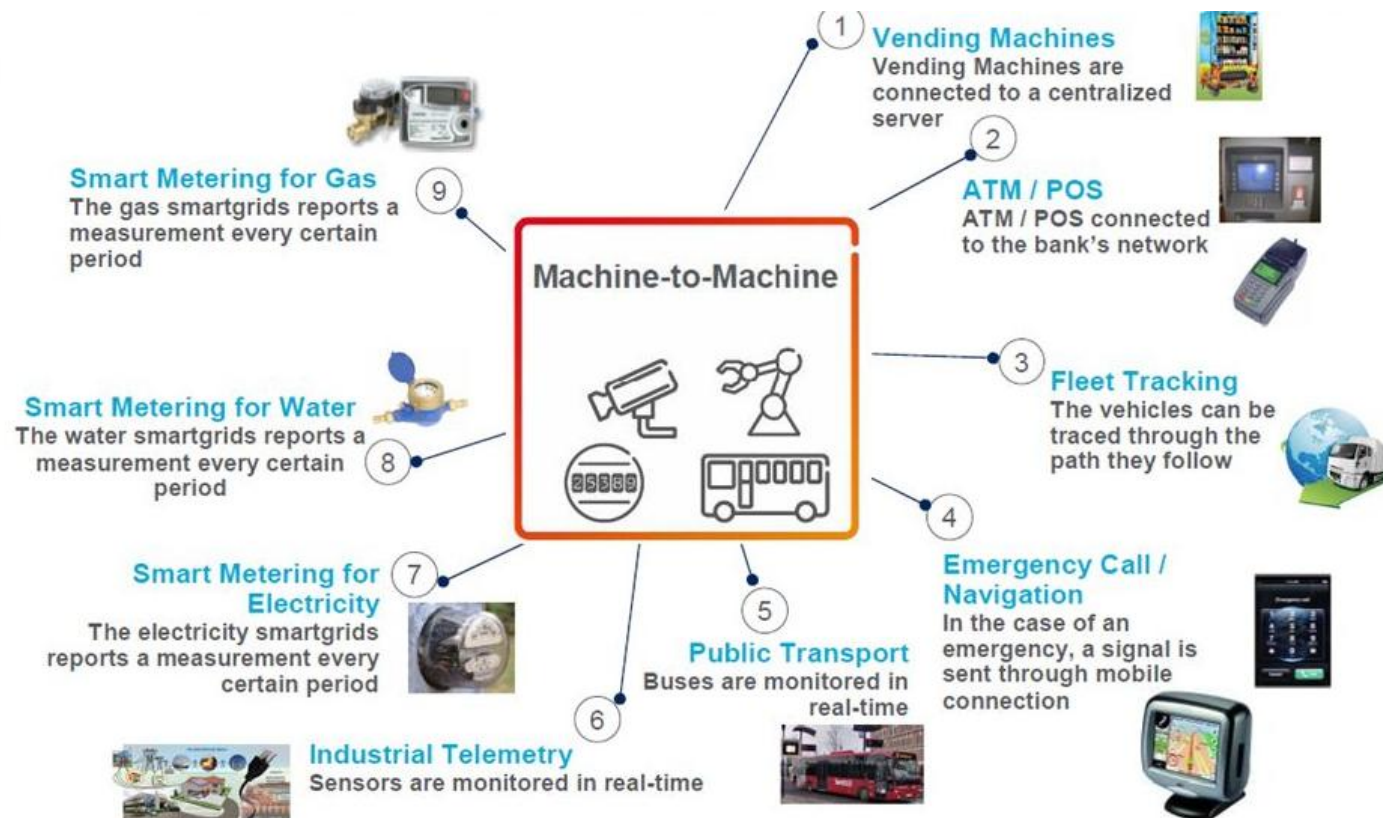 1
Vending Machines
Vending Machines are
connected to a centralized
server
2
ATM / POS
ATM / POS connected
to the bank's network
3
Fleet Tracking
The vehicles can be
traced through the
path they follow
4
Emergency Call /
Navigation
In the case of an
emergency, a signal is
sent through mobile
connection
5
Public Transport
Buses are monitored in
real-time
6
Industrial Telemetry
Sensors are monitored in real-time
7
Smart Metering for
Electricity
The electricity smartgrids
reports a measurement every
certain period
8
Smart Metering for Water
The water smartgrids reports a
measurement every certain
period
9
Smart Metering for Gas
The gas smartgrids reports a
measurement every certain
period
Machine-to-Machine
25389
Emergency call